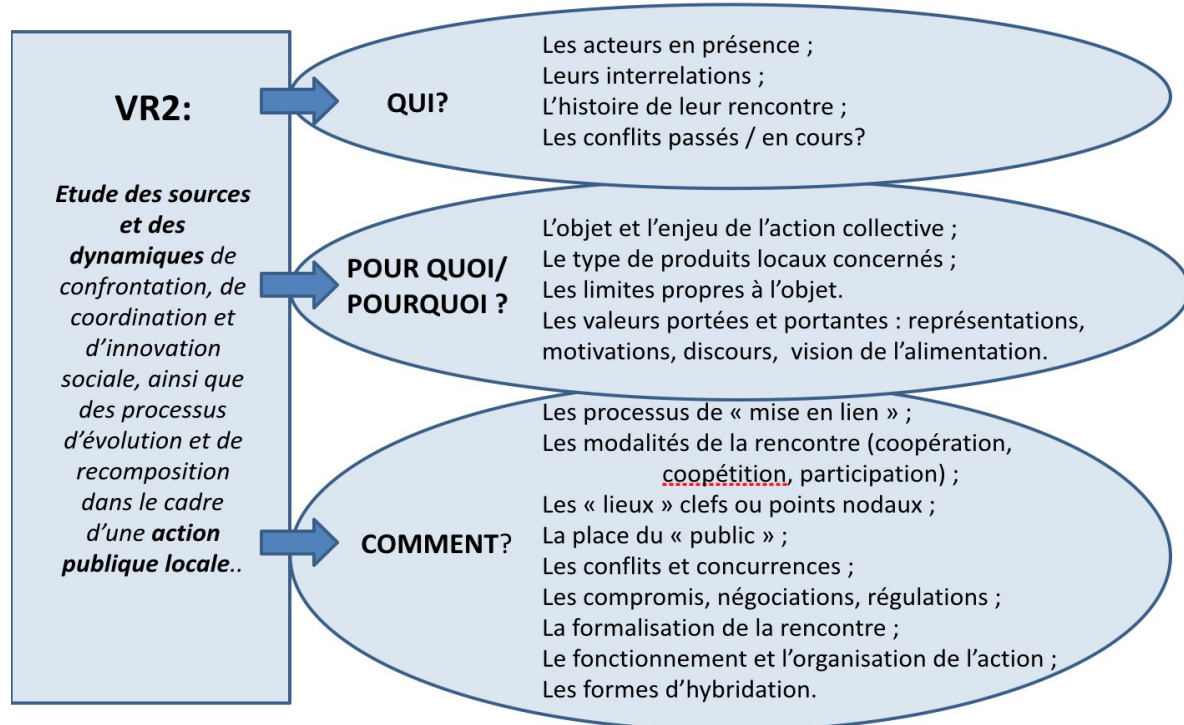 VR2:
Etude des sources
et des
dynamiques de
confrontation, de
coordination et
d’innovation
sociale, ainsi que
des processus
d’évolution et de
recomposition
dans le cadre
d’une action
publique locale..
QUI?
Les acteurs en présence ;
Leurs interrelations ;
L’histoire de leur rencontre ;
Les conflits passés / en cours?
POUR QUOI/
POURQUOI ?
L’objet et l’enjeu de l’action collective ;
Le type de produits locaux concernés ;
Les limites propres à l’objet.
Les valeurs portées et portantes : représentations,
motivations, discours, vision de l’alimentation.
COMMENT?
Les processus de « mise en lien » ;
Les modalités de la rencontre (coopération,
coopétition, participation) ;
Les « lieux » clefs ou points nodaux ;
La place du « public » ;
Les conflits et concurrences ;
Les compromis, négociations, régulations ;
La formalisation de la rencontre ;
Le fonctionnement et l’organisation de l’action ;
Les formes d’hybridation.